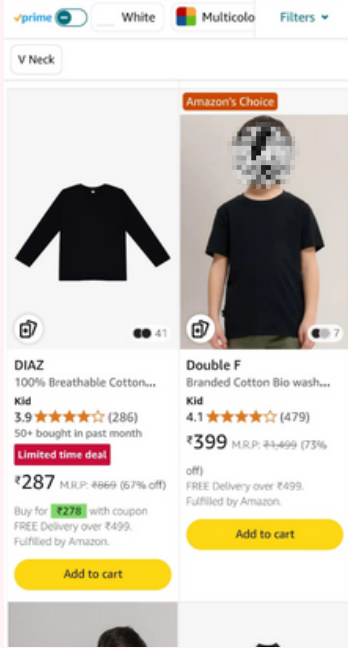 prime
White
Multicolo
Filters
V Neck
Amazon's Choice
41
7
DIAZ
100% Breathable Cotton...
Kid
3.9 (286)
50+ bought in past month
Limited time deal
₹287 M.R.P: ₹869 (67% off)
Buy for ₹278 with coupon
FREE Delivery over ₹499.
Fulfilled by Amazon.
Add to cart
Double F
Branded Cotton Bio wash...
Kid
4.1 (479)
₹399 M.R.P: ₹1,499 (73%
off)
FREE Delivery over ₹499.
Fulfilled by Amazon.
Add to cart